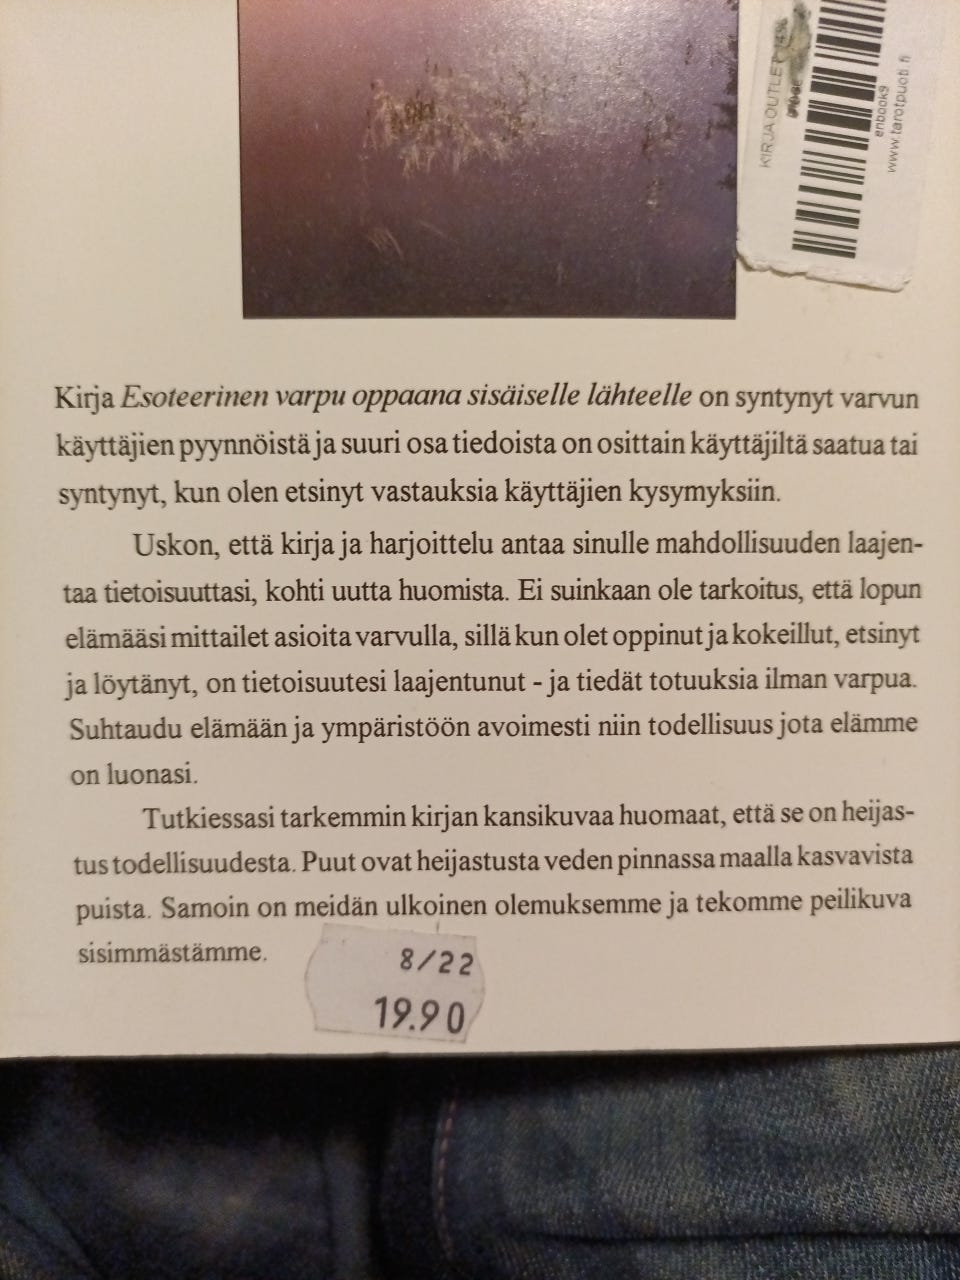 KIRJA OUTLET
enbook9
www.tarotpuoti.fi
Kirja Esoteerinen varpu oppaana sisäiselle lähteelle on syntynyt varvun
käyttäjien pyynnöistä ja suuri osa tiedoista on osittain käyttäjiltä saatua tai
syntynyt, kun olen etsinyt vastauksia käyttäjien kysymyksiin.
Uskon, että kirja ja harjoittelu antaa sinulle mahdollisuuden laajen-
taa tietoisuuttasi, kohti uutta huomista. Ei suinkaan ole tarkoitus, että lopun
elämääsi mittailet asioita varvulla, sillä kun olet oppinut ja kokeillut, etsinyt
ja löytänyt, on tietoisuutesi laajentunut - ja tiedät totuuksia ilman varpua.
Suhtaudu elämään ja ympäristöön avoimesti niin todellisuus jota elämme
on luonasi.
Tutkiessasi tarkemmin kirjan kansikuvaa huomaat, että se on heijas-
tus todellisuudesta. Puut ovat heijastusta veden pinnassa maalla kasvavista
puista. Samoin on meidän ulkoinen olemuksemme ja tekomme peilikuva
sisimmästämme.
8/22
19.90